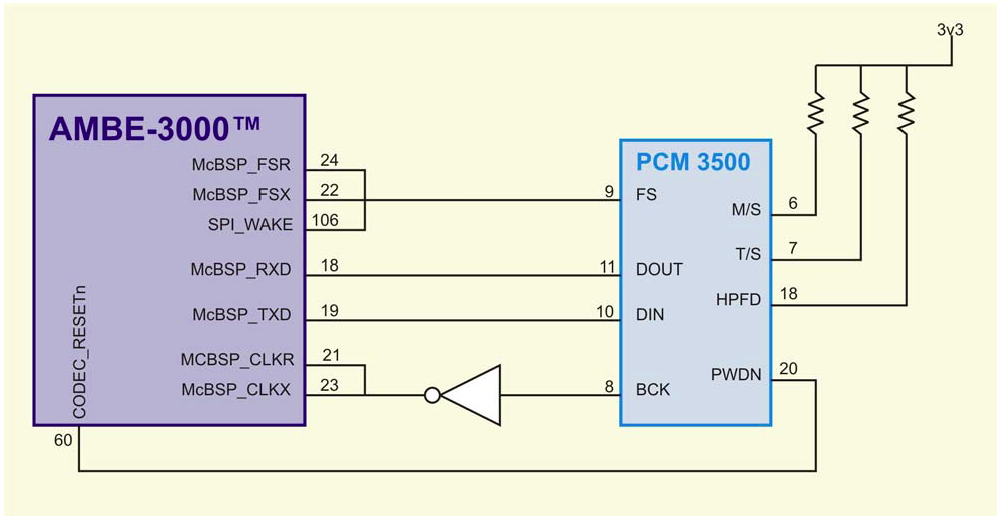 3v3
AMBE-3000™
McBSP_FSR 24
McBSP_FSX 22
SPI_WAKE 106
McBSP_RXD 18
McBSP_TXD 19
MCBSP_CLKR 21
McBSP_CLKX 23
CODEC_RESETn
60
PCM 3500
9 FS
11 DOUT
10 DIN
8 BCK
M/S 6
T/S 7
HPFD 18
PWDN 20